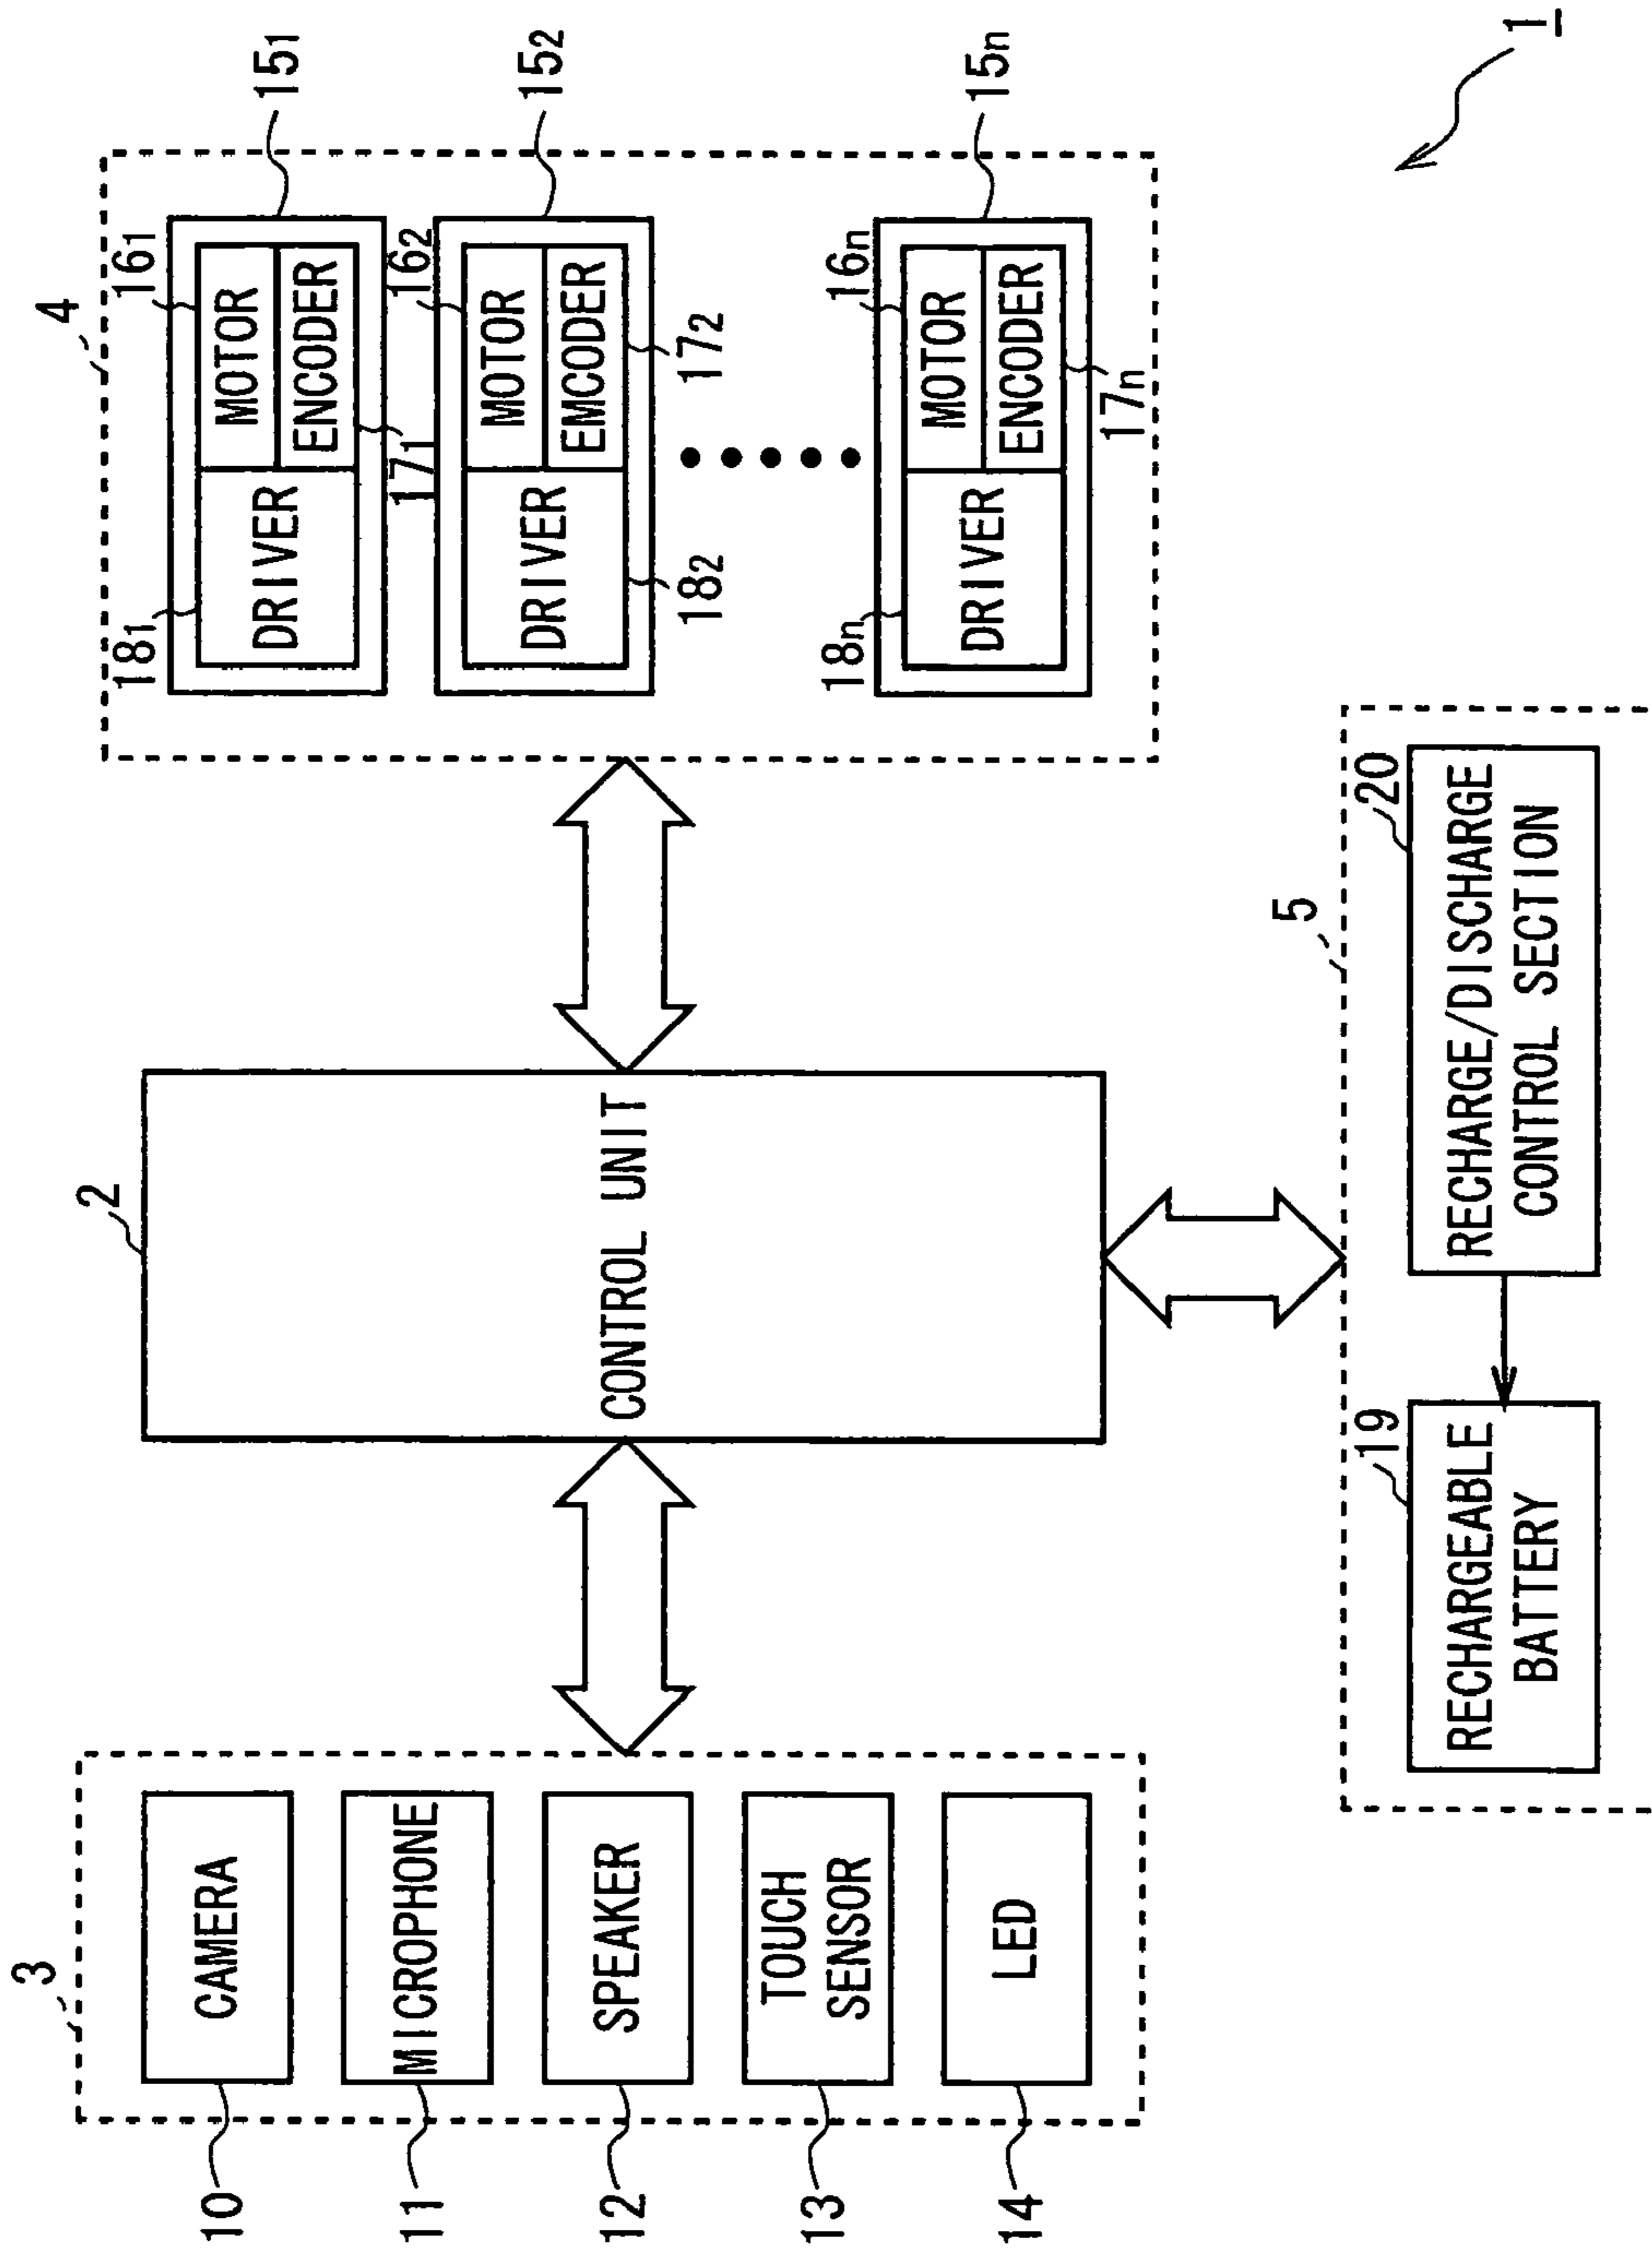 3
10
CAMERA
11
MICROPHONE
12
SPEAKER
13
TOUCH
SENSOR
14
LED
2
CONTROL UNIT
4
15₁
18₁
16₁
DRIVER
MOTOR
ENCODER
17₁
15₂
16₂
DRIVER
MOTOR
EMCODER
18₂
17₂
15n
18n
16n
DRIVER
MOTOR
ENCODER
17n
5
19
RECHARGEABLE
BATTERY
20
RECHARGE/DISCHARGE
CONTROL SECTION
1